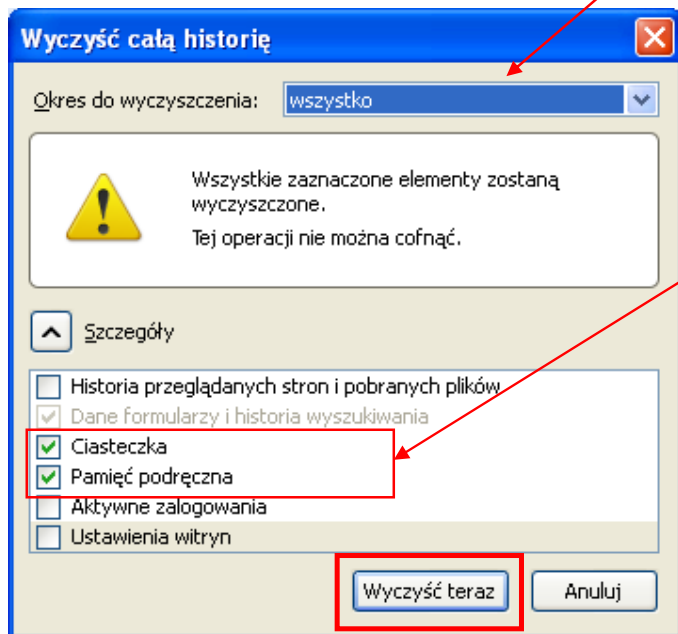 Wyczyść całą historię
Okres do wyczyszczenia: wszystko
Wszystkie zaznaczone elementy zostaną
wyczyszczone.
Tej operacji nie można cofnąć.
Szczegóły
Historia przeglądanych stron i pobranych plików
Dane formularzy i historia wyszukiwania
Ciasteczka
Pamięć podręczna
Aktywne zalogowania
Ustawienia witryn
Wyczyść teraz Anuluj